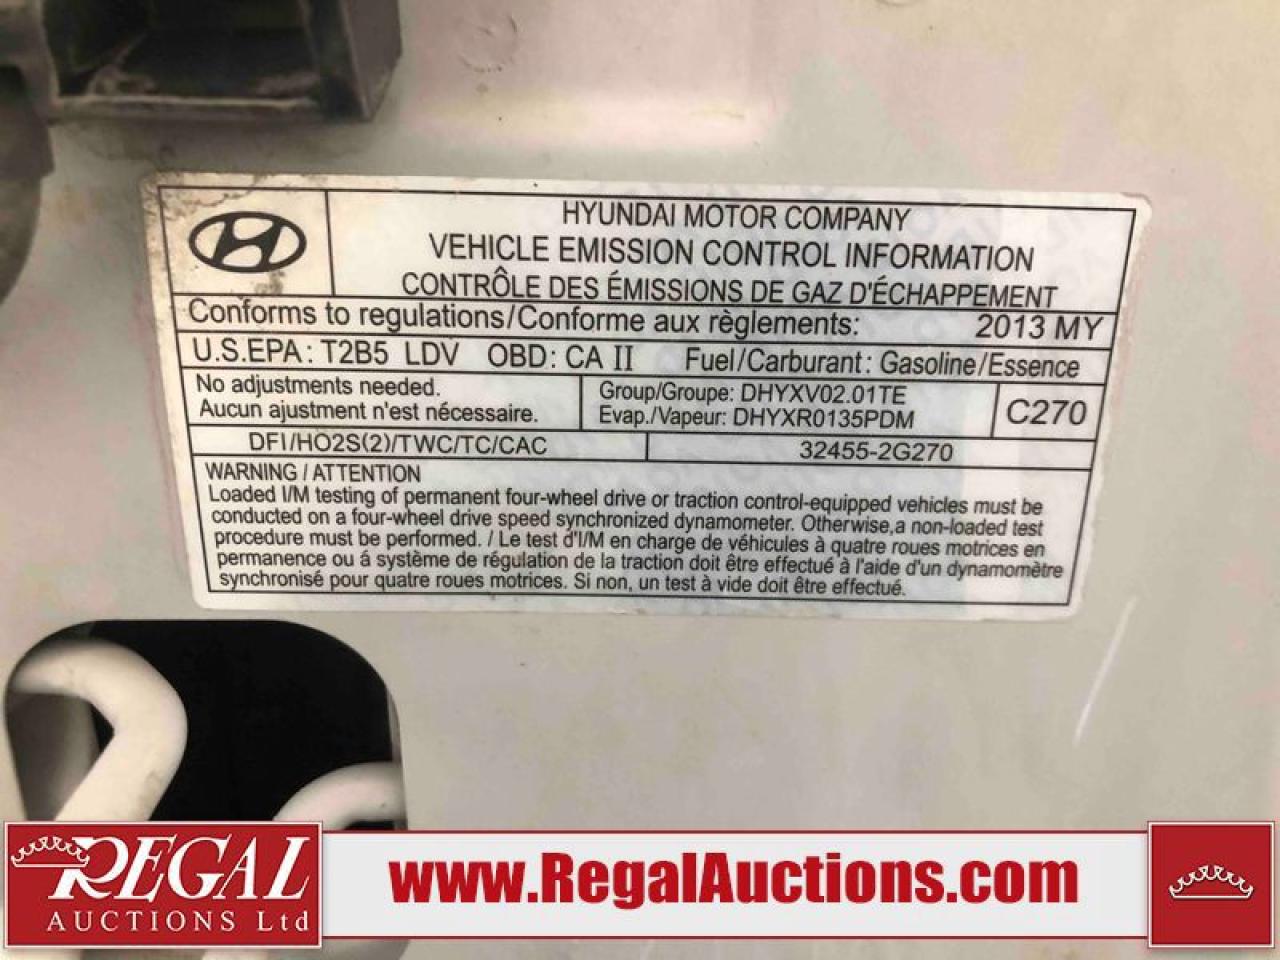 HYUNDAI MOTOR COMPANY
VEHICLE EMISSION CONTROL INFORMATION
CONTRÔLE DES ÉMISSIONS DE GAZ D'ÉCHAPPEMENT
Conforms to regulations/Conforme aux règlements: 2013 MY
U.S.EPA: T2B5 LDV OBD: CA II Fuel/Carburant: Gasoline/Essence
No adjustments needed.
Aucun ajustment n'est nécessaire.
Group/Groupe: DHYXV02.01TE
Evap./Vapeur: DHYXR0135PDM
C270
DFI/HO2S(2)/TWC/TC/CAC
32455-2G270
WARNING / ATTENTION
Loaded I/M testing of permanent four-wheel drive or traction control-equipped vehicles must be
conducted on a four-wheel drive speed synchronized dynamometer. Otherwise,a non-loaded test
procedure must be performed. / Le test d'I/M en charge de véhicules à quatre roues motrices en
permanence ou á système de régulation de la traction doit être effectué à l'aide d'un dynamomètre
synchronisé pour quatre roues motrices. Si non, un test à vide doit être effectué.
REGAL
AUCTIONS Ltd
www.RegalAuctions.com